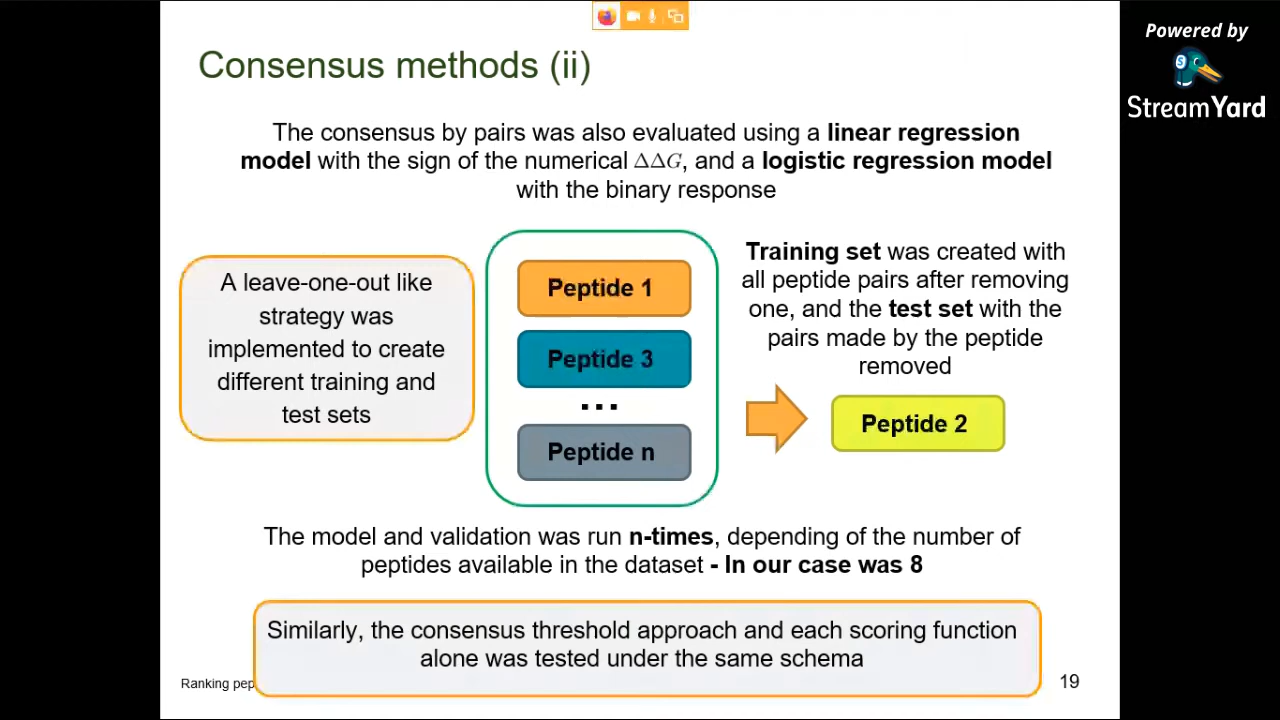 Powered by
StreamYard
Consensus methods (ii)
The consensus by pairs was also evaluated using a linear regression
model with the sign of the numerical ΔΔG, and a logistic regression model
with the binary response
A leave-one-out like
strategy was
implemented to create
different training and
test sets
Peptide 1
Peptide 3
...
Peptide n
Training set was created with
all peptide pairs after removing
one, and the test set with the
pairs made by the peptide
removed
Peptide 2
The model and validation was run n-times, depending of the number of
peptides available in the dataset - In our case was 8
Similarly, the consensus threshold approach and each scoring function
alone was tested under the same schema
Ranking pep
19